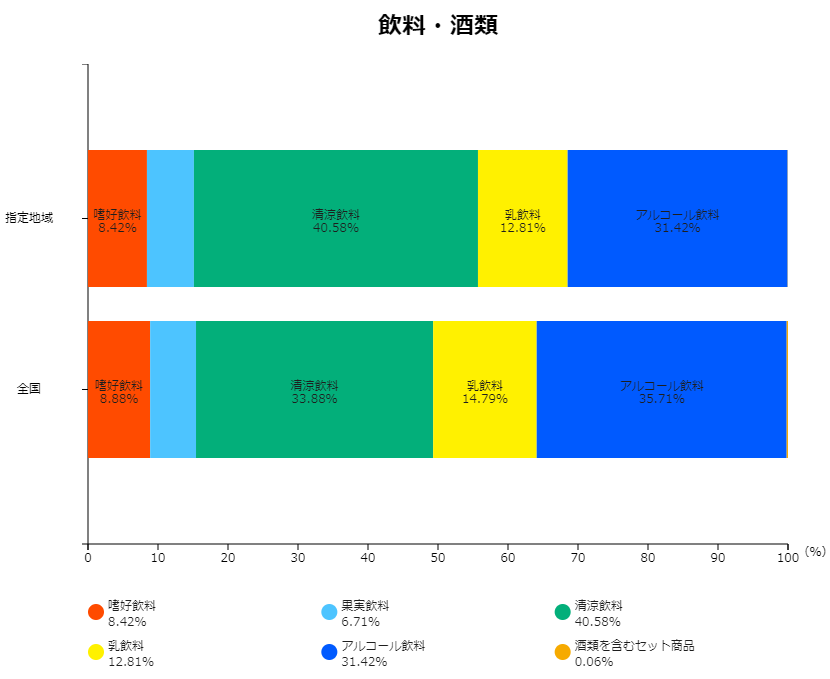 飲料・酒類
指定地域
嗜好飲料
8.42%
清涼飲料
40.58%
乳飲料
12.81%
アルコール飲料
31.42%
全国
嗜好飲料
8.88%
清涼飲料
33.88%
乳飲料
14.79%
アルコール飲料
35.71%
0 10 20 30 40 50 60 70 80 90 100 (%)
嗜好飲料
8.42%
果実飲料
6.71%
清涼飲料
40.58%
乳飲料
12.81%
アルコール飲料
31.42%
酒類を含むセット商品
0.06%